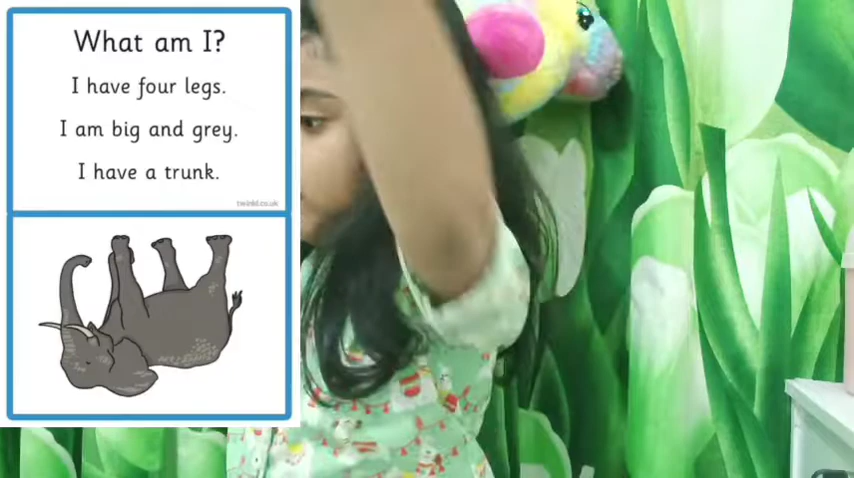 What am I?
I have four legs.
I am big and grey.
I have a trunk.
twinkl.co.uk